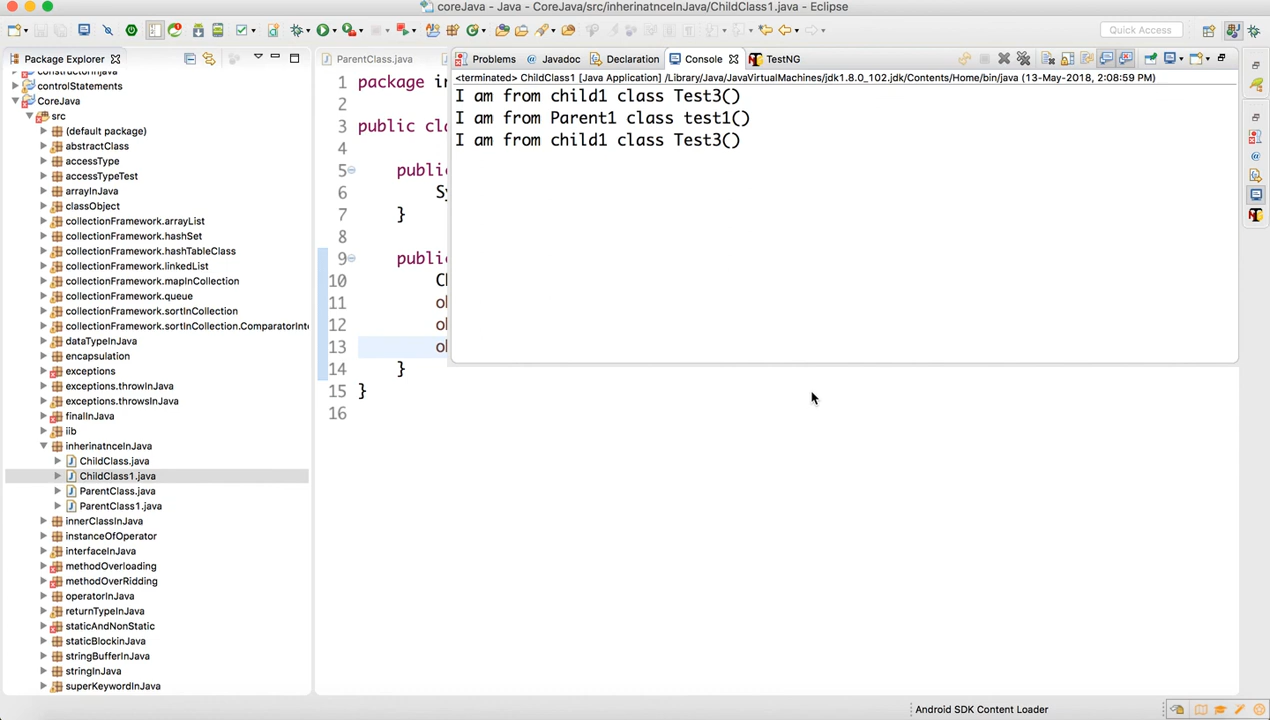 coreJava - Java - CoreJava/src/inherinatnceInJava/ChildClass1.java - Eclipse
Quick Access
Package Explorer
constructorInJava
controlStatements
CoreJava
src
(default package)
abstractClass
accessType
accessTypeTest
arrayInJava
classObject
collectionFramework.arrayList
collectionFramework.hashSet
collectionFramework.hashTableClass
collectionFramework.linkedList
collectionFramework.mapInCollection
collectionFramework.queue
collectionFramework.sortInCollection
collectionFramework.sortInCollection.ComparatorInte
dataTypeInJava
encapsulation
exceptions
exceptions.throwInJava
exceptions.throwsInJava
finalInJava
iib
inherinatnceInJava
ChildClass.java
ChildClass1.java
ParentClass.java
ParentClass1.java
innerClassInJava
instanceOfOperator
interfaceInJava
methodOverloading
methodOverRidding
operatorInJava
returnTypeInJava
staticAndNonStatic
staticBlockinJava
stringBufferInJava
stringInJava
superKeywordInJava
ParentClass.java
1 package in
2
3 public cla
4
5 publi
6 Sy
7 }
8
9 publi
10 Ch
11 ob
12 ob
13 ob
14 }
15 }
16
Problems Javadoc Declaration Console TestNG
<terminated> ChildClass1 [Java Application] /Library/Java/JavaVirtualMachines/jdk1.8.0_102.jdk/Contents/Home/bin/java (13-May-2018, 2:08:59 PM)
I am from child1 class Test3()
I am from Parent1 class test1()
I am from child1 class Test3()
Android SDK Content Loader